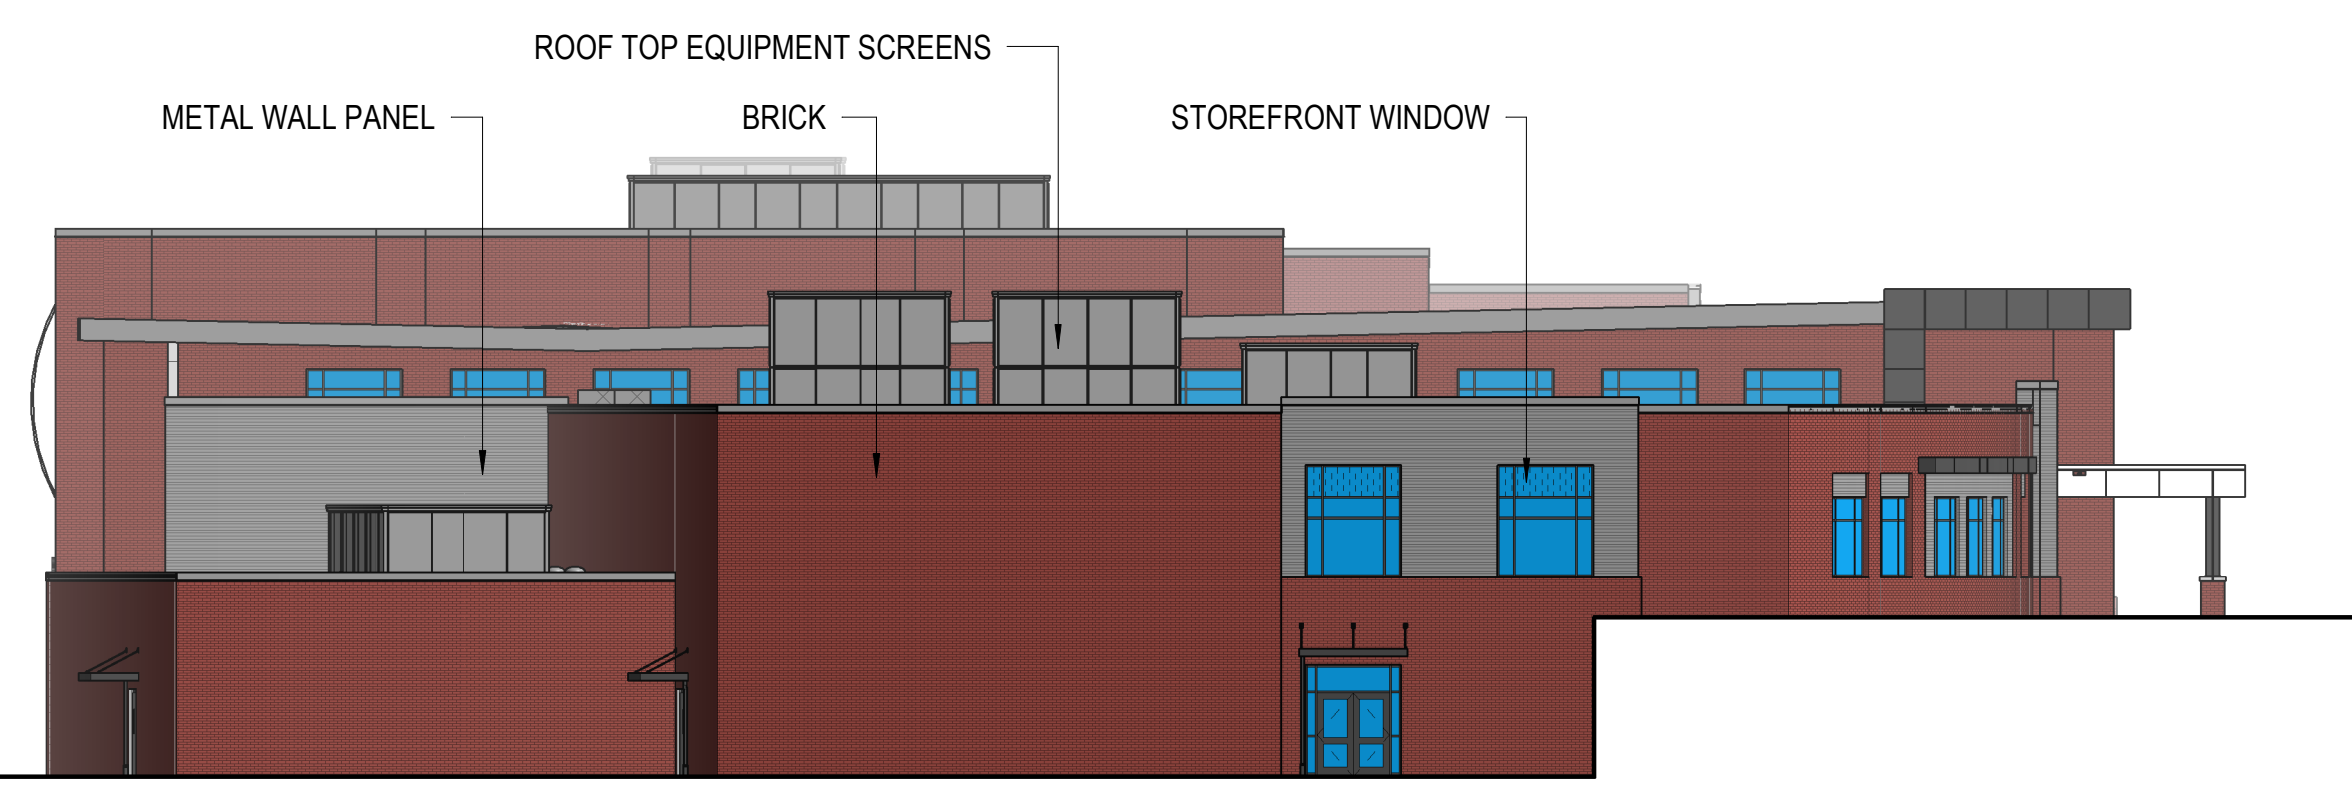 ROOF TOP EQUIPMENT SCREENS
METAL WALL PANEL
BRICK
STOREFRONT WINDOW